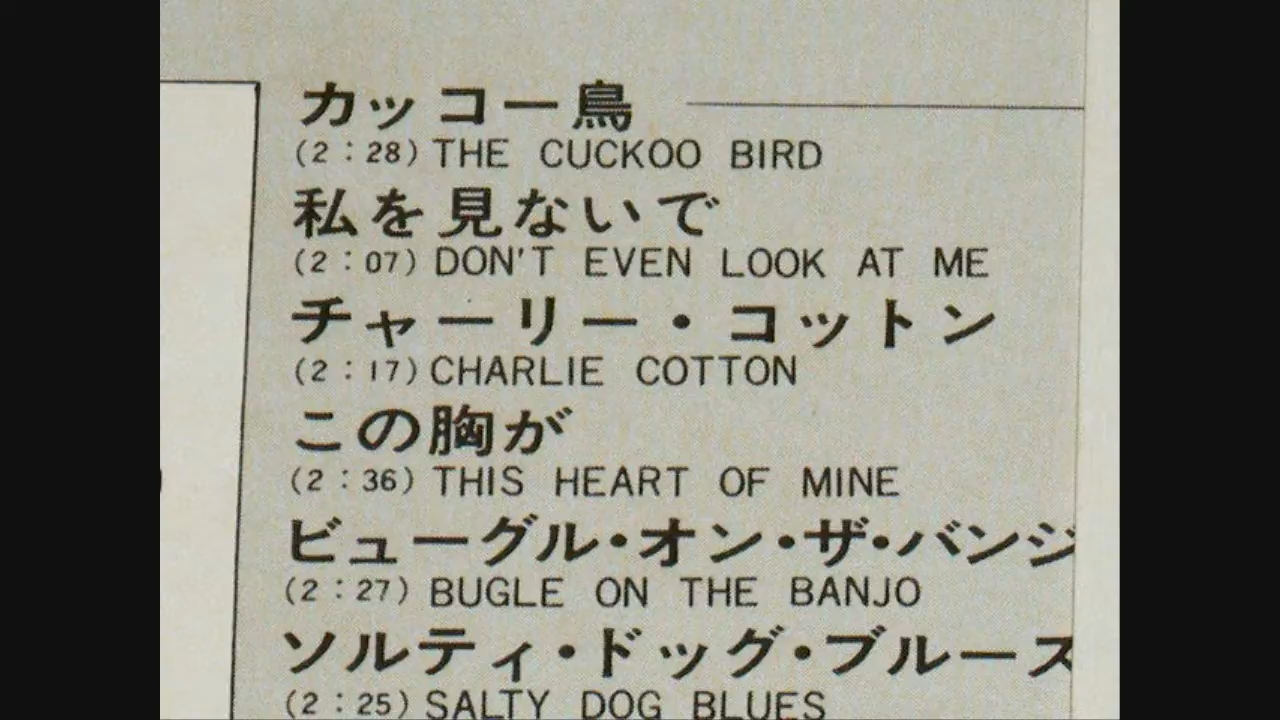 カッコー鳥
(2：28) THE CUCKOO BIRD
私を見ないで
(2：07) DON'T EVEN LOOK AT ME
チャーリー・コットン
(2：17) CHARLIE COTTON
この胸が
(2：36) THIS HEART OF MINE
ビューグル・オン・ザ・バンジ
(2：27) BUGLE ON THE BANJO
ソルティ・ドッグ・ブルース
(2：25) SALTY DOG BLUES